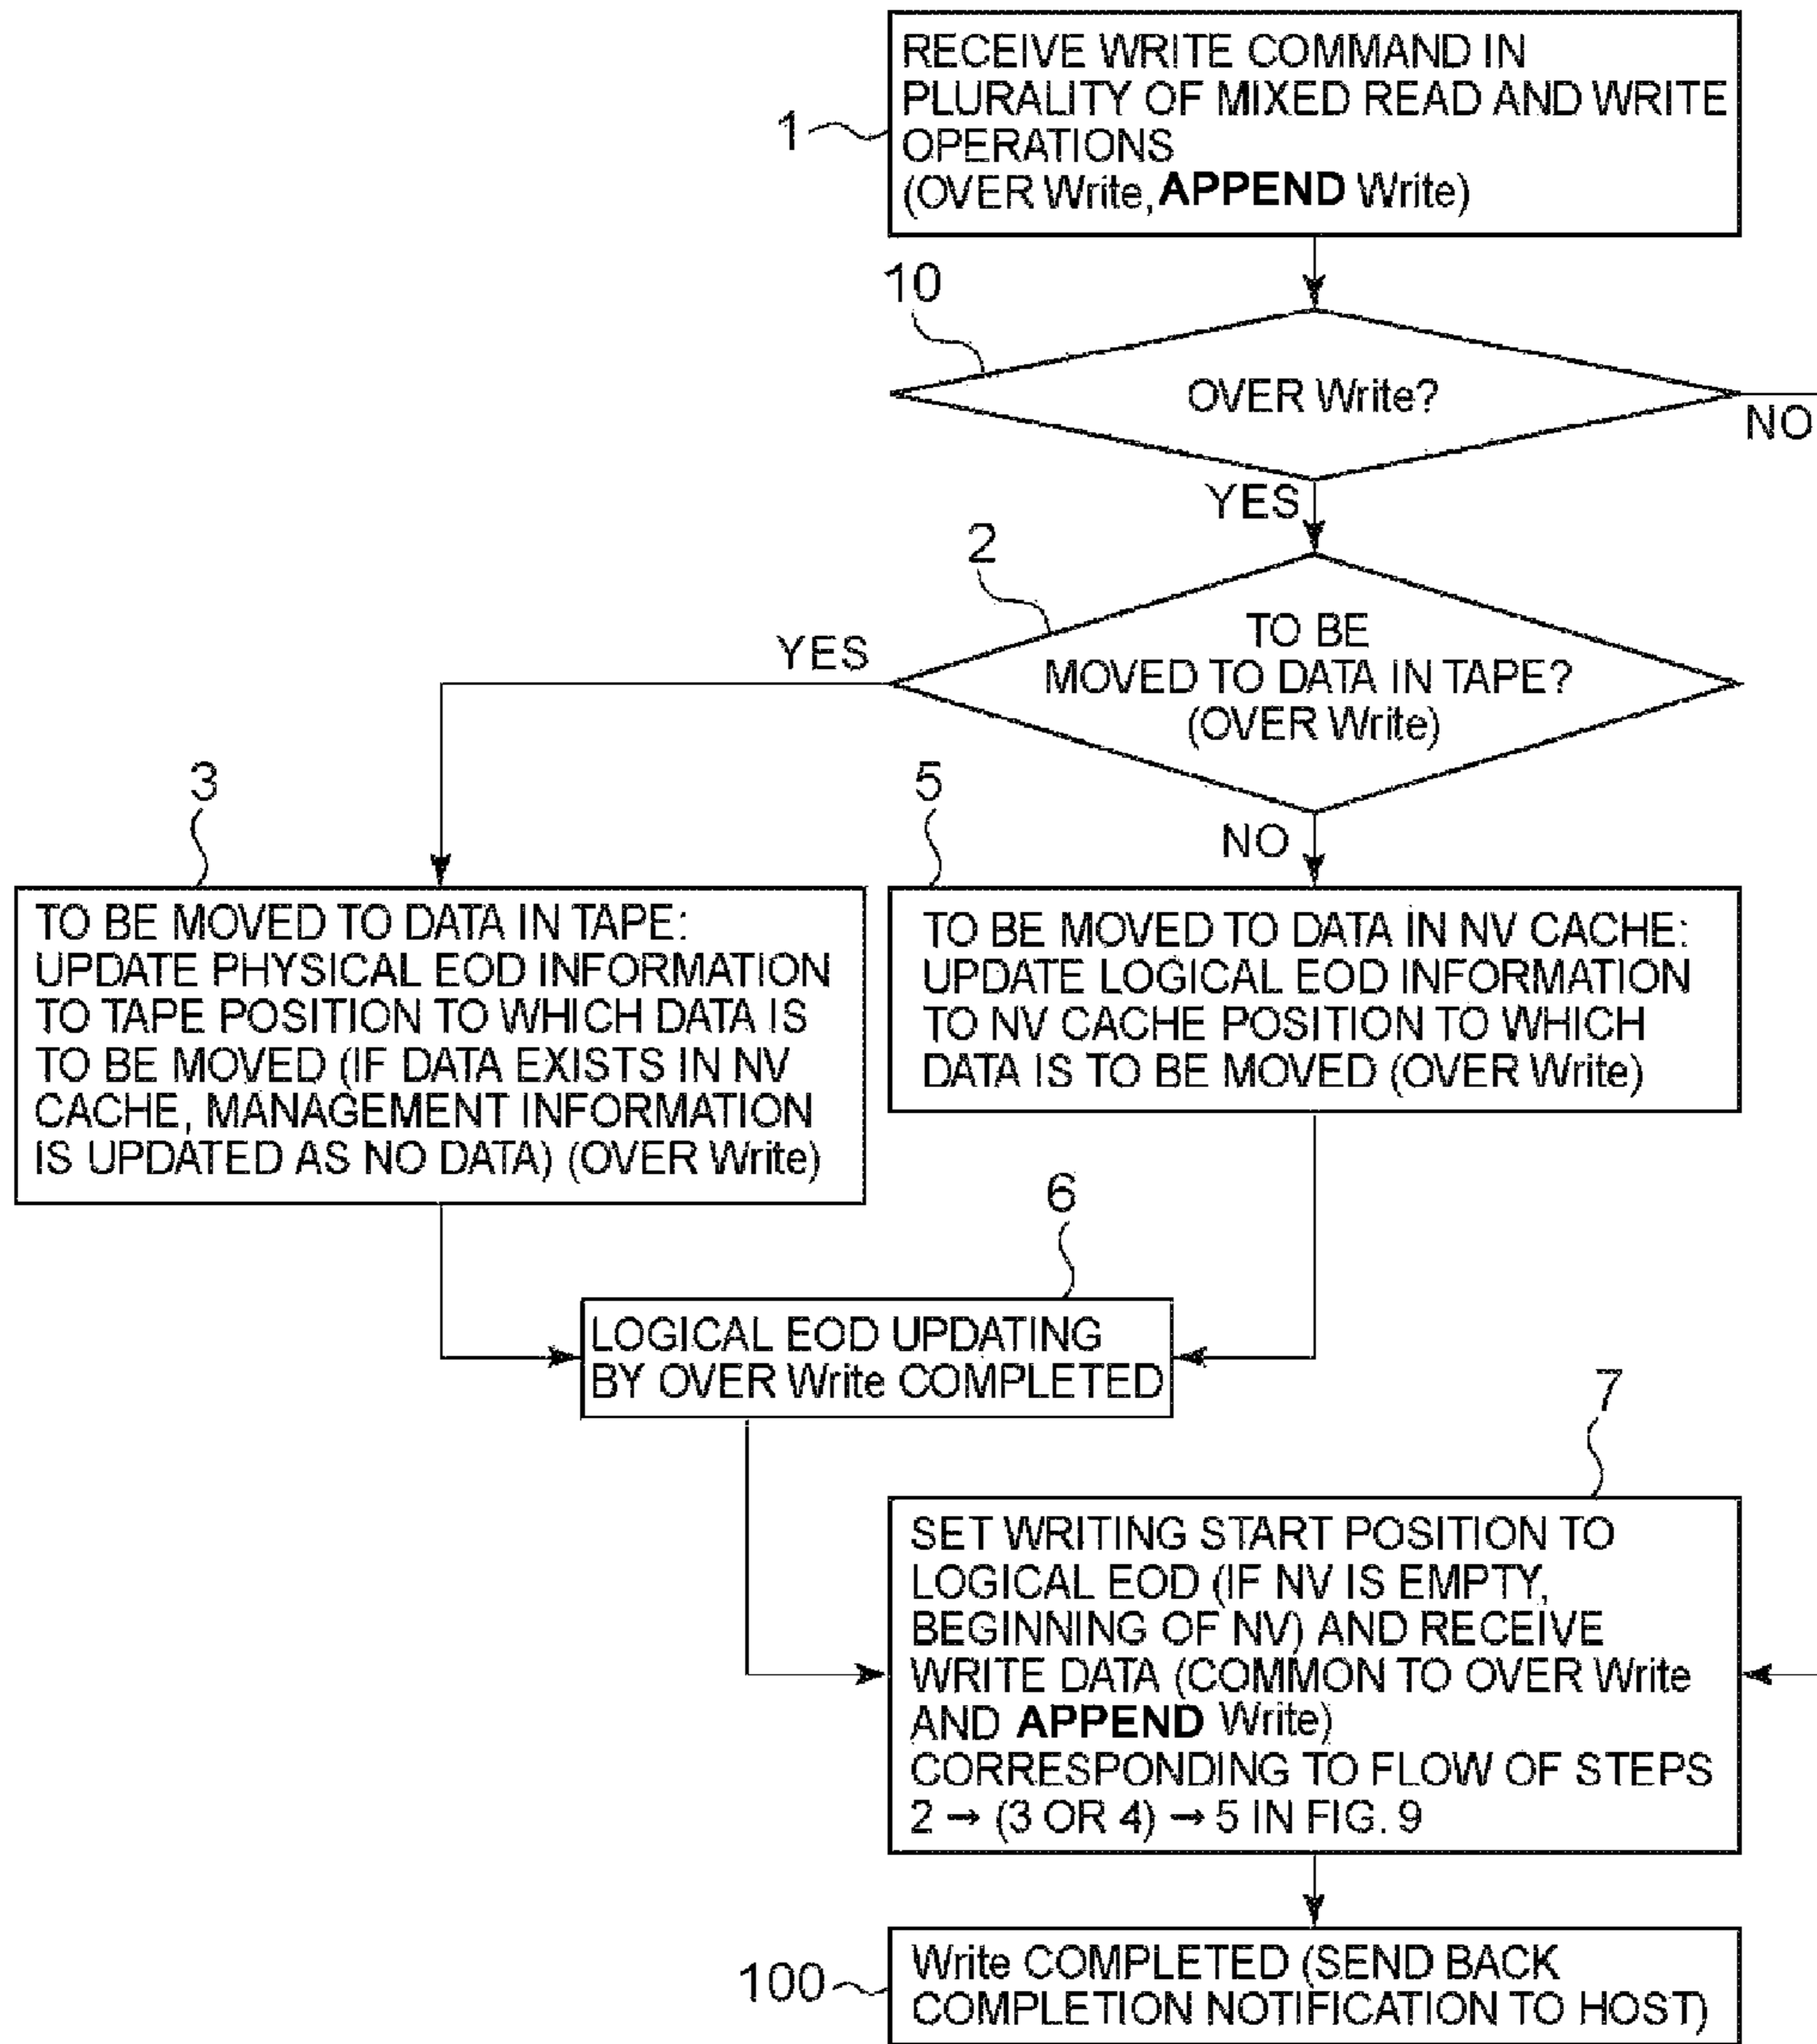 1
RECEIVE WRITE COMMAND IN
PLURALITY OF MIXED READ AND WRITE
OPERATIONS
(OVER Write, APPEND Write)
10
OVER Write?
NO
YES
2
TO BE
MOVED TO DATA IN TAPE?
(OVER Write)
YES
NO
3
TO BE MOVED TO DATA IN TAPE:
UPDATE PHYSICAL EOD INFORMATION
TO TAPE POSITION TO WHICH DATA IS
TO BE MOVED (IF DATA EXISTS IN NV
CACHE, MANAGEMENT INFORMATION
IS UPDATED AS NO DATA) (OVER Write)
5
TO BE MOVED TO DATA IN NV CACHE:
UPDATE LOGICAL EOD INFORMATION
TO NV CACHE POSITION TO WHICH
DATA IS TO BE MOVED (OVER Write)
6
LOGICAL EOD UPDATING
BY OVER Write COMPLETED
7
SET WRITING START POSITION TO
LOGICAL EOD (IF NV IS EMPTY,
BEGINNING OF NV) AND RECEIVE
WRITE DATA (COMMON TO OVER Write
AND APPEND Write)
CORRESPONDING TO FLOW OF STEPS
2 → (3 OR 4) → 5 IN FIG. 9
100
Write COMPLETED (SEND BACK
COMPLETION NOTIFICATION TO HOST)